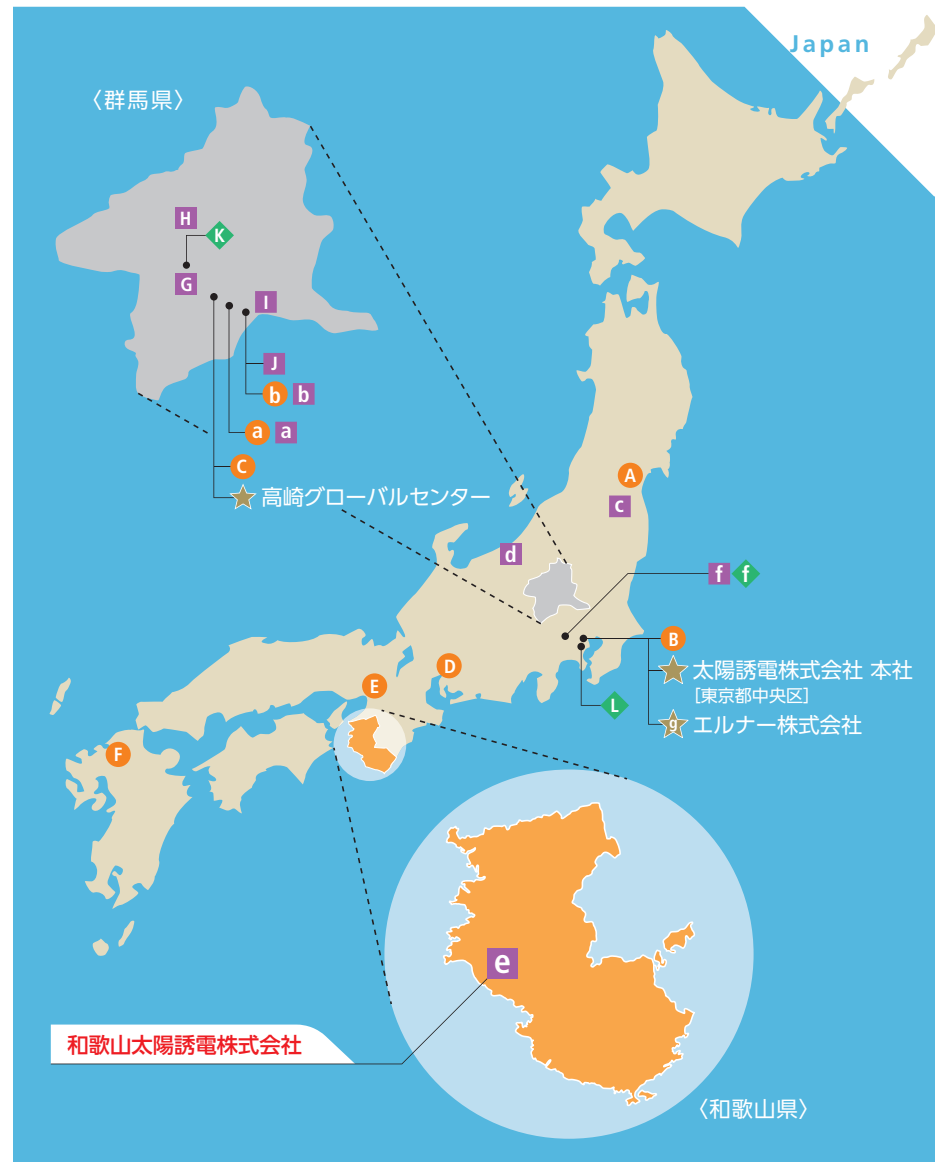 Japan
〈群馬県〉
H
K
G
I
J
b b
a a
C
高崎グローバルセンター
A
c
d
f f
B
太陽誘電株式会社 本社
[東京都中央区]
L
g エルナー株式会社
D
E
F
e
和歌山太陽誘電株式会社
〈和歌山県〉